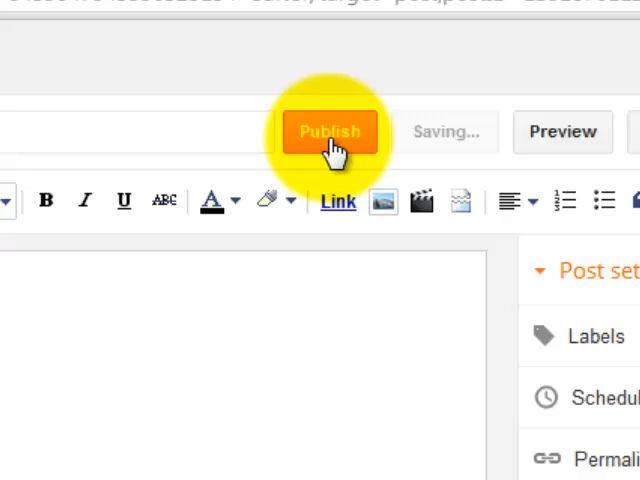 Publish Saving... Preview
B I U ABC A Link
Post set
Labels
Schedul
Permali